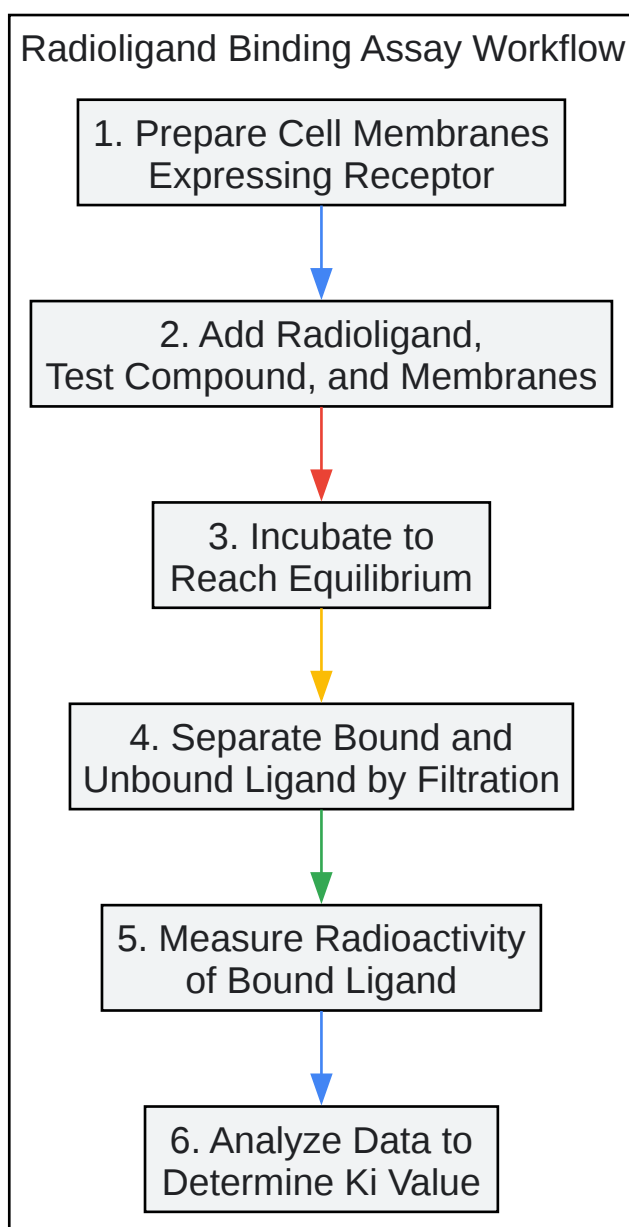 Radioligand Binding Assay Workflow
1. Prepare Cell Membranes
Expressing Receptor
2. Add Radioligand,
Test Compound, and Membranes
3. Incubate to
Reach Equilibrium
4. Separate Bound and
Unbound Ligand by Filtration
5. Measure Radioactivity
of Bound Ligand
6. Analyze Data to
Determine Ki Value